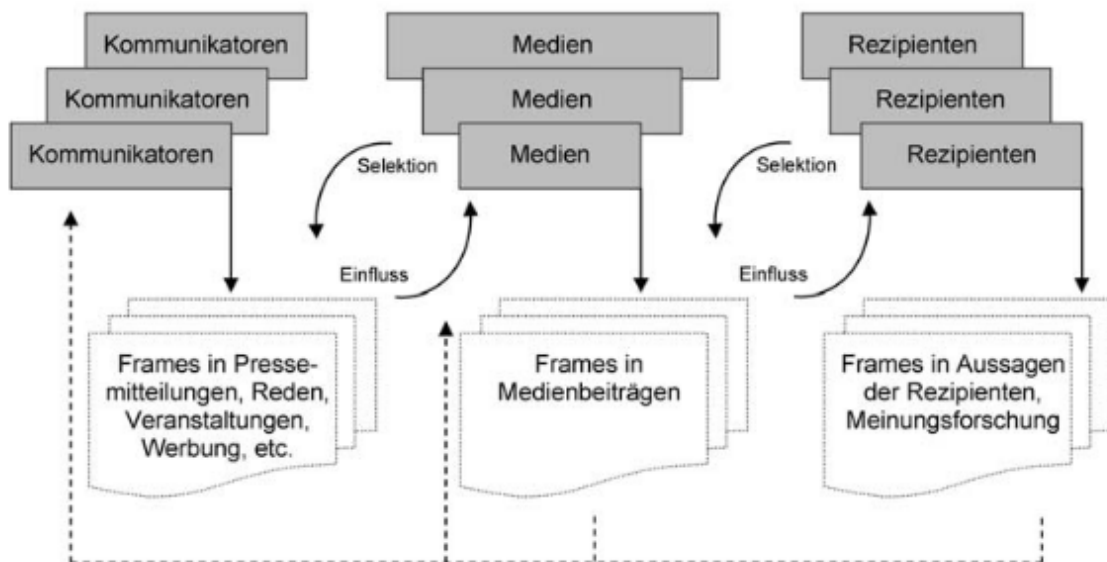 Kommunikatoren
Kommunikatoren
Kommunikatoren
Medien
Medien
Medien
Rezipienten
Rezipienten
Rezipienten
Selektion
Einfluss
Selektion
Einfluss
Frames in Presse-
mitteilungen, Reden,
Veranstaltungen,
Werbung, etc.
Frames in
Medienbeiträgen
Frames in Aussagen
der Rezipienten,
Meinungsforschung